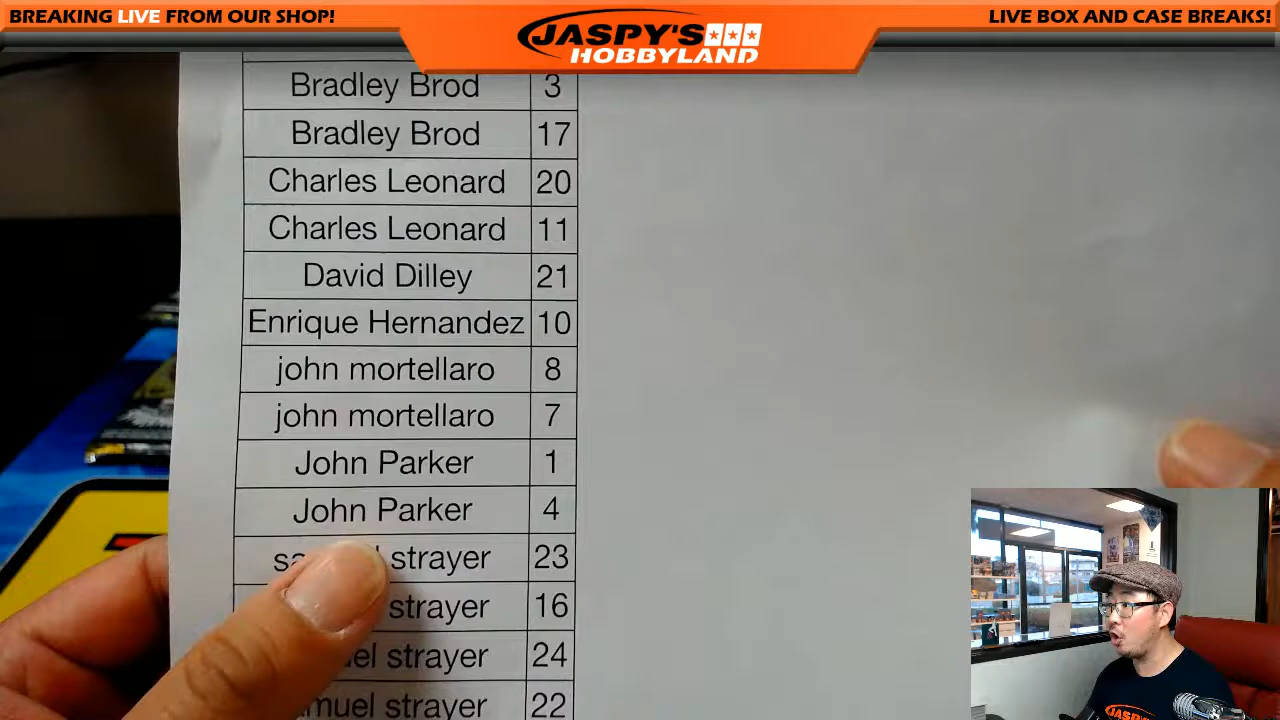 BREAKING LIVE FROM OUR SHOP!
JASPY'S
HOBBYLAND
LIVE BOX AND CASE BREAKS!
Bradley Brod 3
Bradley Brod 17
Charles Leonard 20
Charles Leonard 11
David Dilley 21
Enrique Hernandez 10
john mortellaro 8
john mortellaro 7
John Parker 1
John Parker 4
strayer 23
strayer 16
strayer 24
strayer 22
JASPY'S